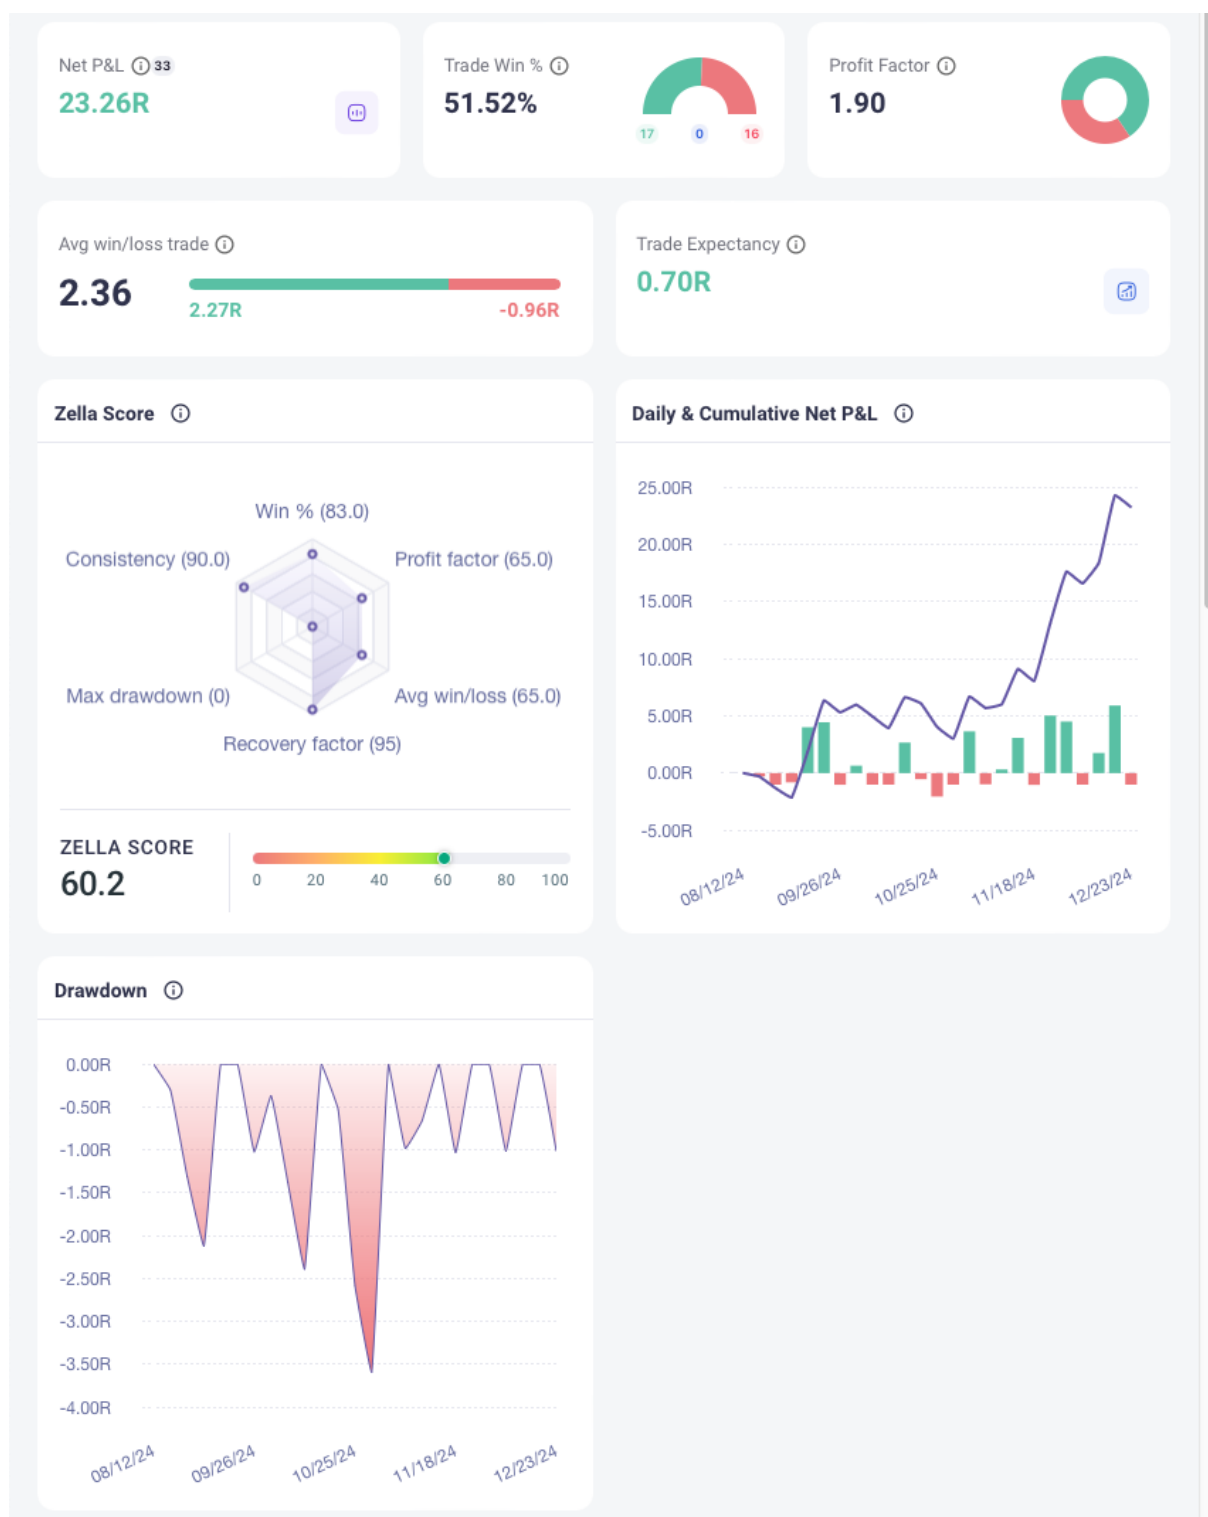 Net P&L 33
23.26R
Trade Win %
51.52%
17
0
16
Profit Factor
1.90
Avg win/loss trade
2.36
2.27R
-0.96R
Trade Expectancy
0.70R
Zella Score
Win % (83.0)
Consistency (90.0)
Profit factor (65.0)
Max drawdown (0)
Avg win/loss (65.0)
Recovery factor (95)
ZELLA SCORE
60.2
0 20 40 60 80 100
Daily & Cumulative Net P&L
25.00R
20.00R
15.00R
10.00R
5.00R
0.00R
-5.00R
08/12/24 09/26/24 10/25/24 11/18/24 12/23/24
Drawdown
0.00R
-0.50R
-1.00R
-1.50R
-2.00R
-2.50R
-3.00R
-3.50R
-4.00R
08/12/24 09/26/24 10/25/24 11/18/24 12/23/24